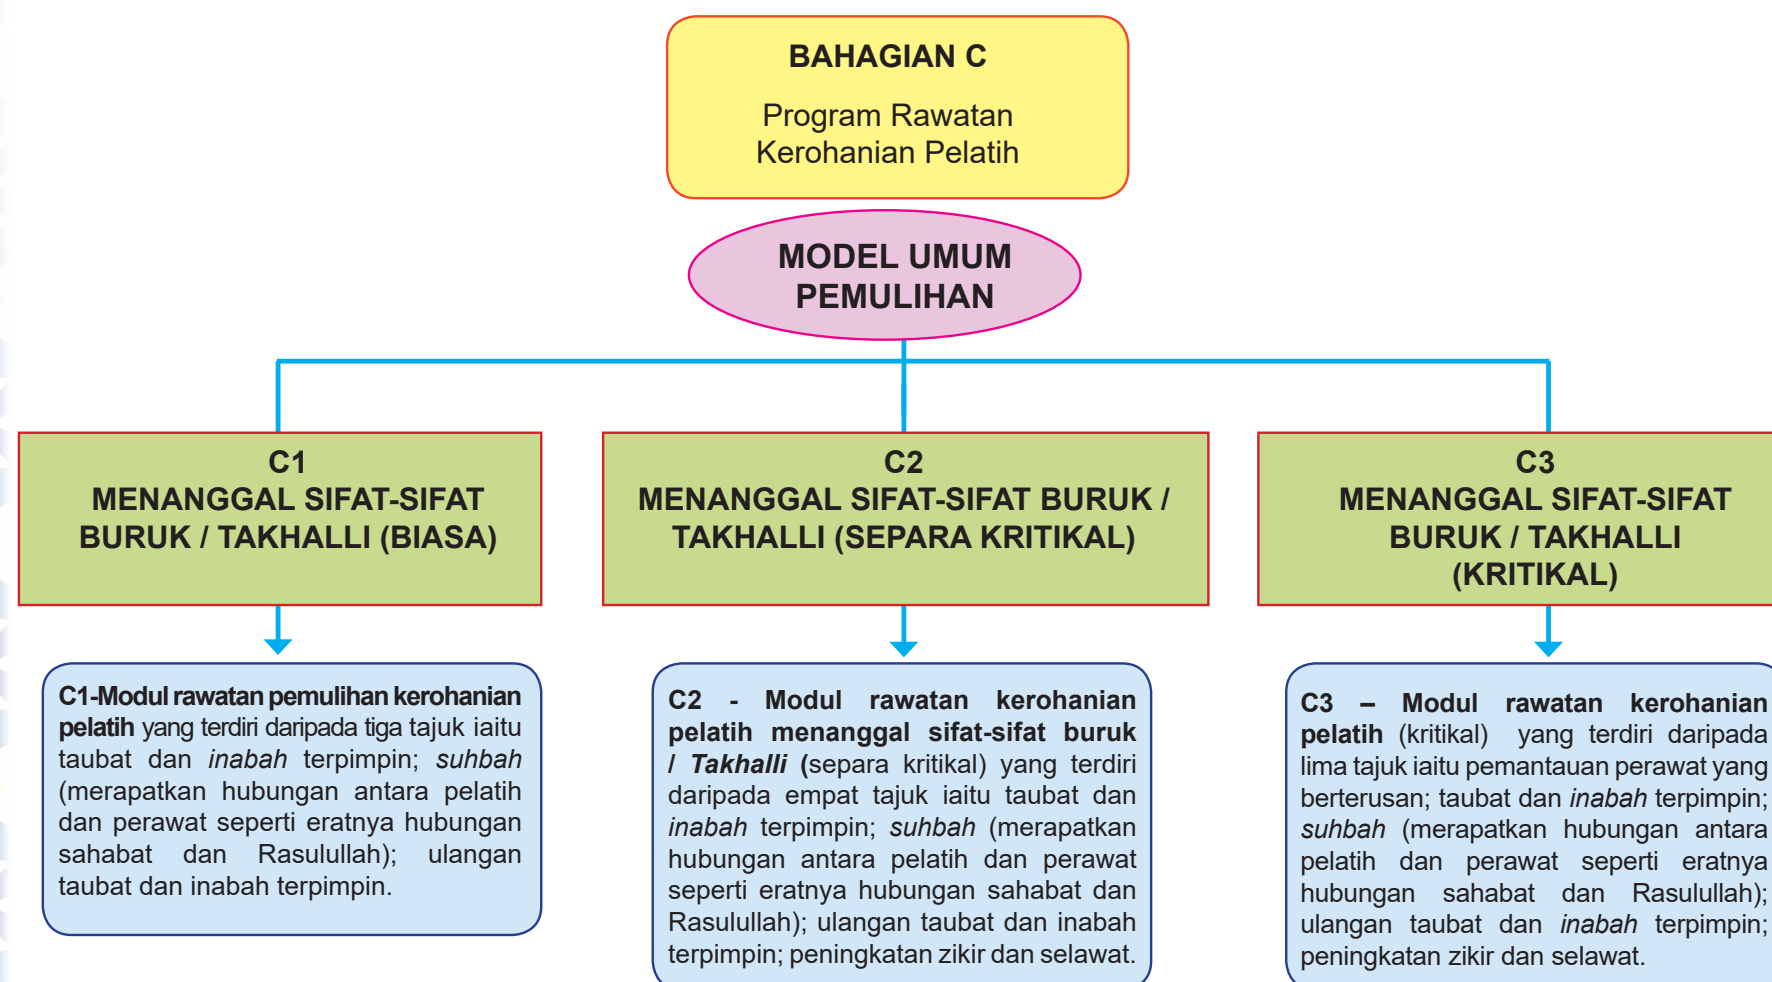 BAHAGIAN C
Program Rawatan
Kerohanian Pelatih
MODEL UMUM
PEMULIHAN
C1
MENANGGAL SIFAT-SIFAT
BURUK / TAKHALLI (BIASA)
C2
MENANGGAL SIFAT-SIFAT BURUK /
TAKHALLI (SEPARA KRITIKAL)
C3
MENANGGAL SIFAT-SIFAT
BURUK / TAKHALLI
(KRITIKAL)
C1-Modul rawatan pemulihan kerohanian
pelatih yang terdiri daripada tiga tajuk iaitu
taubat dan inabah terpimpin; suhbah
(merapatkan hubungan antara pelatih
dan perawat seperti eratnya hubungan
sahabat dan Rasulullah); ulangan
taubat dan inabah terpimpin.
C2 - Modul rawatan kerohanian
pelatih menanggal sifat-sifat buruk
/ Takhalli (separa kritikal) yang terdiri
daripada empat tajuk iaitu taubat dan
inabah terpimpin; suhbah (merapatkan
hubungan antara pelatih dan perawat
seperti eratnya hubungan sahabat dan
Rasulullah); ulangan taubat dan inabah
terpimpin; peningkatan zikir dan selawat.
C3 – Modul rawatan kerohanian
pelatih (kritikal) yang terdiri daripada
lima tajuk iaitu pemantauan perawat yang
berterusan; taubat dan inabah terpimpin;
suhbah (merapatkan hubungan antara
pelatih dan perawat seperti eratnya
hubungan sahabat dan Rasulullah);
ulangan taubat dan inabah terpimpin;
peningkatan zikir dan selawat.